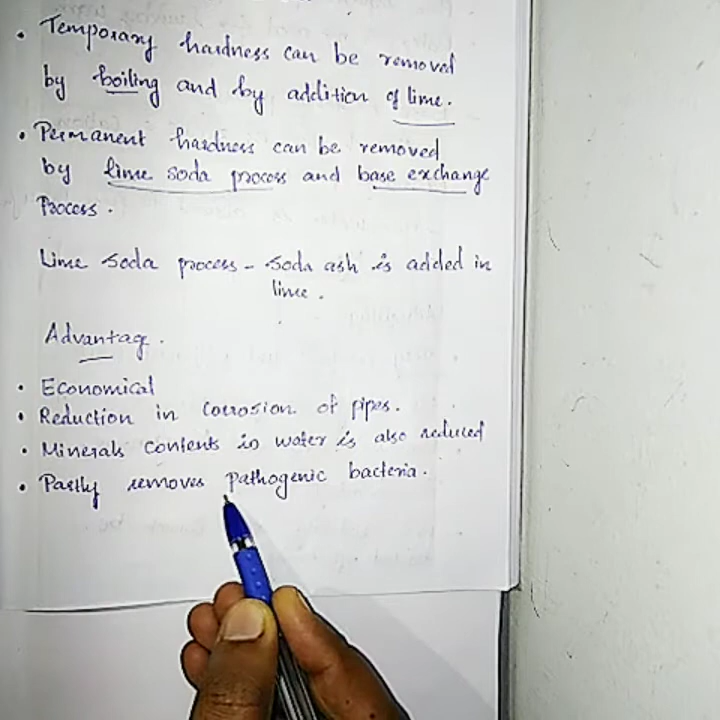 • Temporary hardness can be removed
by boiling and by addition of lime.
• Permanent hardness can be removed
by lime soda process and base exchange
Process.
Lime soda process - soda ash is added in
lime.
Advantage.
• Economical
• Reduction in corrosion of pipes.
• Minerals contents in water is also reduced
• Partly removes pathogenic bacteria.